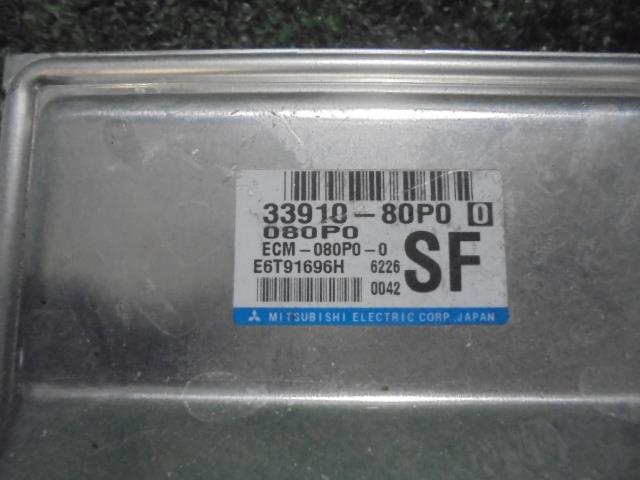 33910-80P0 0
080P0
ECM-080P0-0
E6T91696H 6226 SF
0042
MITSUBISHI ELECTRIC CORP., JAPAN